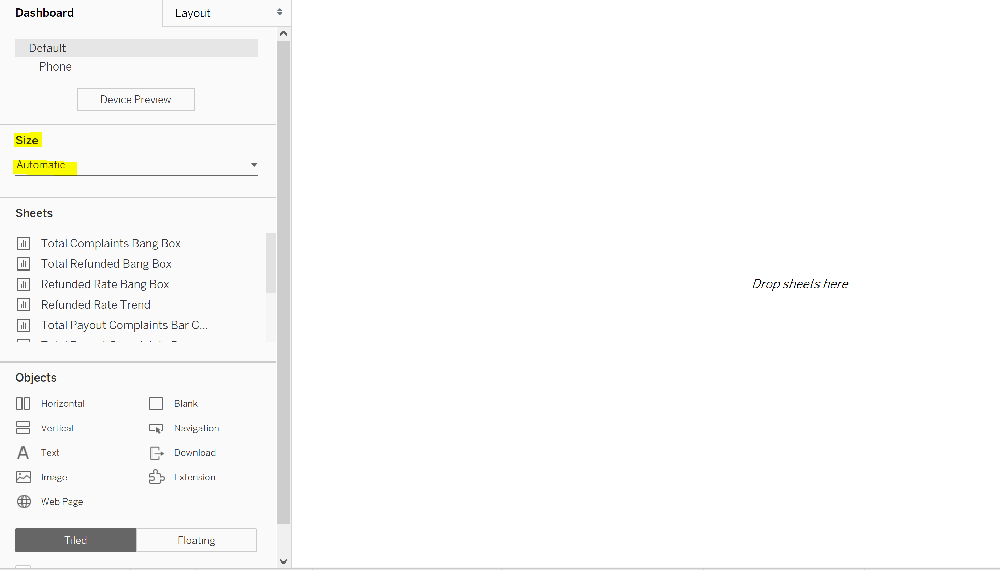 Dashboard
Layout
Default
Phone
Device Preview
Size
Automatic
Sheets
Total Complaints Bang Box
Total Refunded Bang Box
Refunded Rate Bang Box
Refunded Rate Trend
Total Payout Complaints Bar C...
Drop sheets here
Objects
Horizontal
Blank
Vertical
Navigation
Text
Download
Image
Extension
Web Page
Tiled
Floating